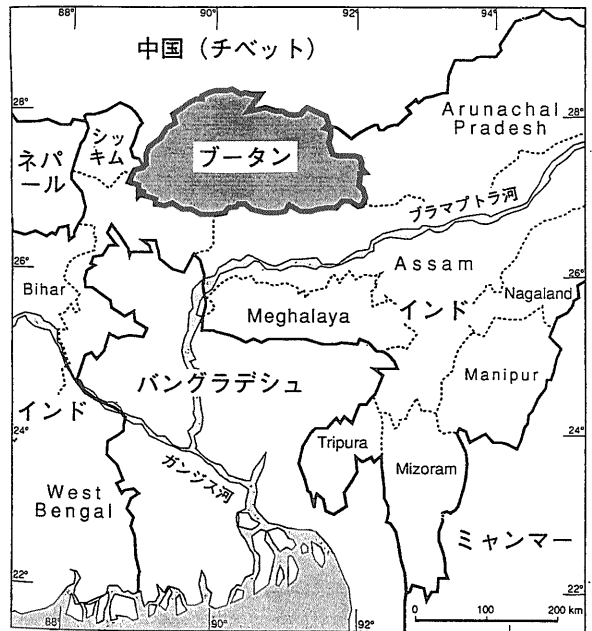 90°
92°
94°
中国（チベット）
28°
28°
Arunachal
Pradesh
シッ
キム
ブータン
ネパ
ール
ブラマプトラ河
26°
Assam
26°
Bihar
Nagaland
Meghalaya
インド
バングラデシュ
Manipur
インド
24°
24°
Tripura
ガンジス河
Mizoram
West
Bengal
ミャンマー
22°
22°
88°
90°
92°
0 100 200 km